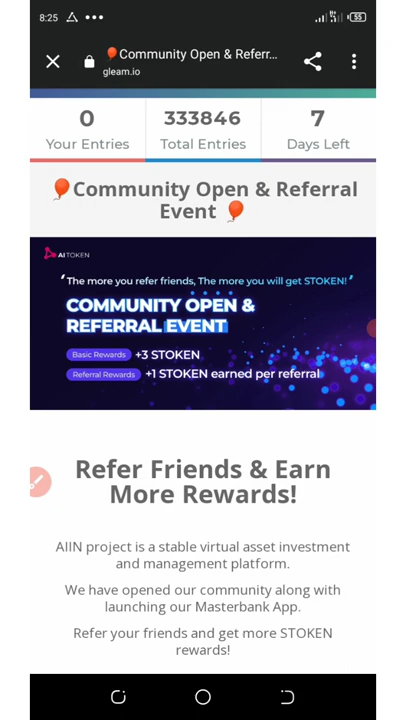 8:25 55
🎈Community Open & Referr...
gleam.io
0 333846 7
Your Entries Total Entries Days Left
🎈Community Open & Referral
Event 🎈
AITOKEN
‘The more you refer friends, The more you will get STOKEN!’
COMMUNITY OPEN &
REFERRAL EVENT
Basic Rewards +3 STOKEN
Referral Rewards +1 STOKEN earned per referral
Refer Friends & Earn
More Rewards!
AIIN project is a stable virtual asset investment
and management platform.
We have opened our community along with
launching our Masterbank App.
Refer your friends and get more STOKEN
rewards!